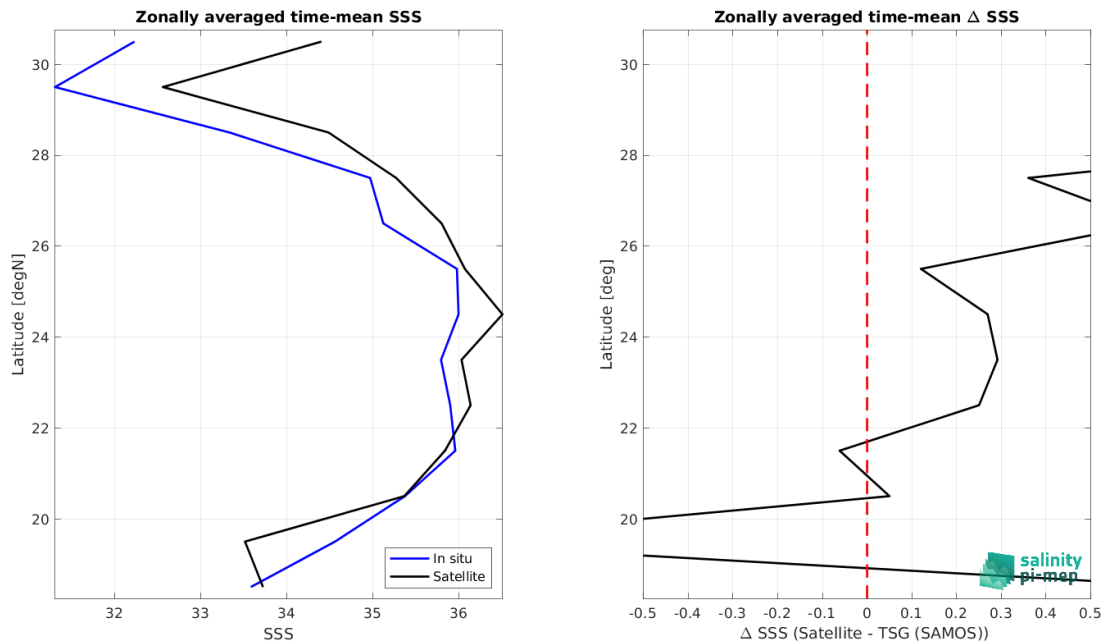 Zonally averaged time-mean SSS
30
28
26
24
22
20
Latitude [degN]
32
33
34
35
36
SSS
In situ
Satellite
Zonally averaged time-mean Δ SSS
30
28
26
24
22
20
Latitude [deg]
-0.5
-0.4
-0.3
-0.2
-0.1
0
0.1
0.2
0.3
0.4
0.5
Δ SSS (Satellite - TSG (SAMOS))
salinity
pi-mep